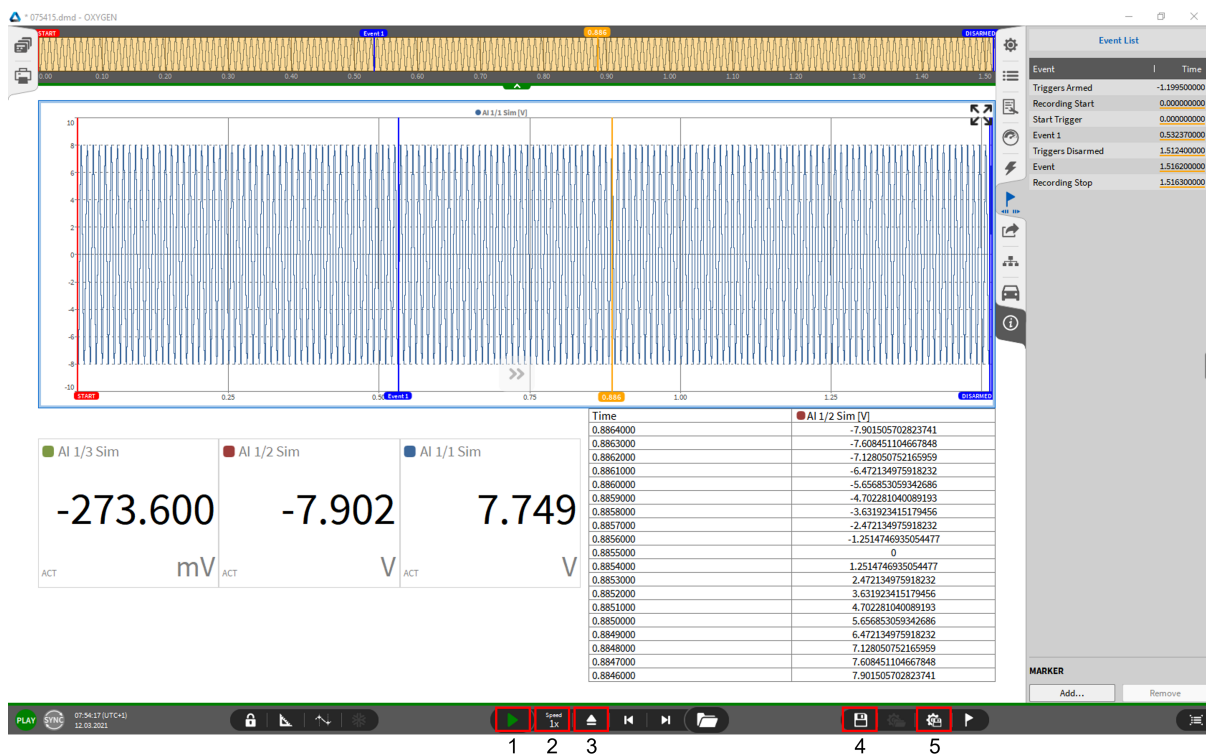 * 075415.dmd - OXYGEN
START
Event 1
0.886
DISARMED
0.00 0.10 0.20 0.30 0.40 0.50 0.60 0.70 0.80 0.90 1.00 1.10 1.20 1.30 1.40 1.50
AI 1/1 Sim [V]
10
8
6
4
2
0
-2
-4
-6
-8
-10
START
0.25
0.50
Event 1
0.75
0.886
1.00
1.25
DISARMED
Event List
Event I Time
Triggers Armed -1.199500000
Recording Start 0.000000000
Start Trigger 0.000000000
Event 1 0.532370000
Triggers Disarmed 1.512400000
Event 1.516200000
Recording Stop 1.516300000
AI 1/3 Sim
-273.600
ACT mV
AI 1/2 Sim
-7.902
ACT V
AI 1/1 Sim
7.749
ACT V
Time AI 1/2 Sim [V]
0.8864000 -7.901505702823741
0.8863000 -7.608451104667848
0.8862000 -7.128050752165959
0.8861000 -6.472134975918232
0.8860000 -5.656853059342686
0.8859000 -4.702281040089193
0.8858000 -3.631923415179456
0.8857000 -2.472134975918232
0.8856000 -1.2514746935054477
0.8855000 0
0.8854000 1.2514746935054477
0.8853000 2.472134975918232
0.8852000 3.631923415179456
0.8851000 4.702281040089193
0.8850000 5.656853059342686
0.8849000 6.472134975918232
0.8848000 7.128050752165959
0.8847000 7.608451104667848
0.8846000 7.901505702823741
MARKER
Add... Remove
PLAY SYNC
07:54:17 (UTC+1)
12.03.2021
Speed
1x
1 2 3 4 5